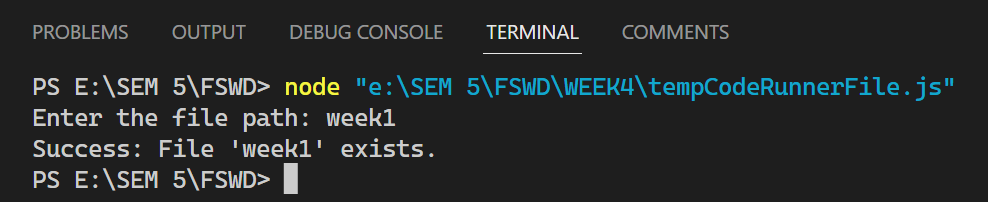 PROBLEMS OUTPUT DEBUG CONSOLE TERMINAL COMMENTS
PS E:\SEM 5\FSWD> node "e:\SEM 5\FSWD\WEEK4\tempCodeRunnerFile.js"
Enter the file path: week1
Success: File 'week1' exists.
PS E:\SEM 5\FSWD>